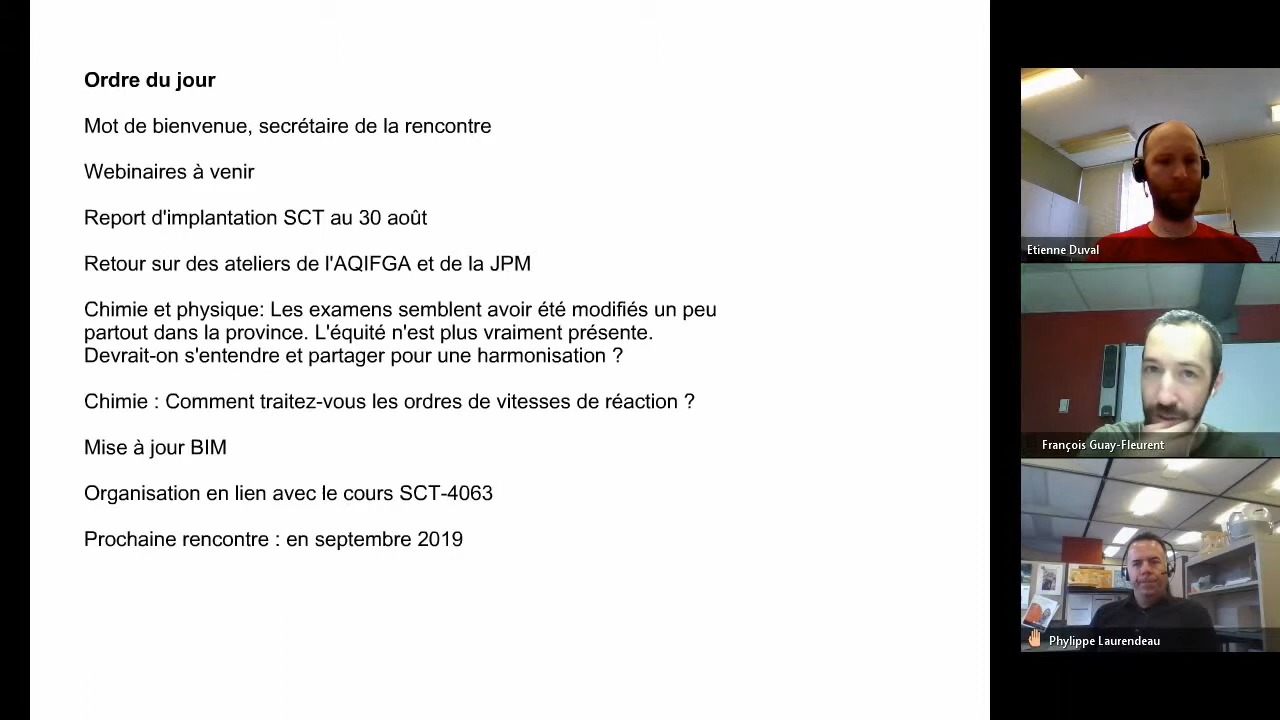 Ordre du jour
Mot de bienvenue, secrétaire de la rencontre
Webinaires à venir
Report d'implantation SCT au 30 août
Retour sur des ateliers de l'AQIFGA et de la JPM
Chimie et physique: Les examens semblent avoir été modifiés un peu
partout dans la province. L'équité n'est plus vraiment présente.
Devrait-on s'entendre et partager pour une harmonisation ?
Chimie : Comment traitez-vous les ordres de vitesses de réaction ?
Mise à jour BIM
Organisation en lien avec le cours SCT-4063
Prochaine rencontre : en septembre 2019
Etienne Duval
François Guay-Fleurent
Phylippe Laurendeau